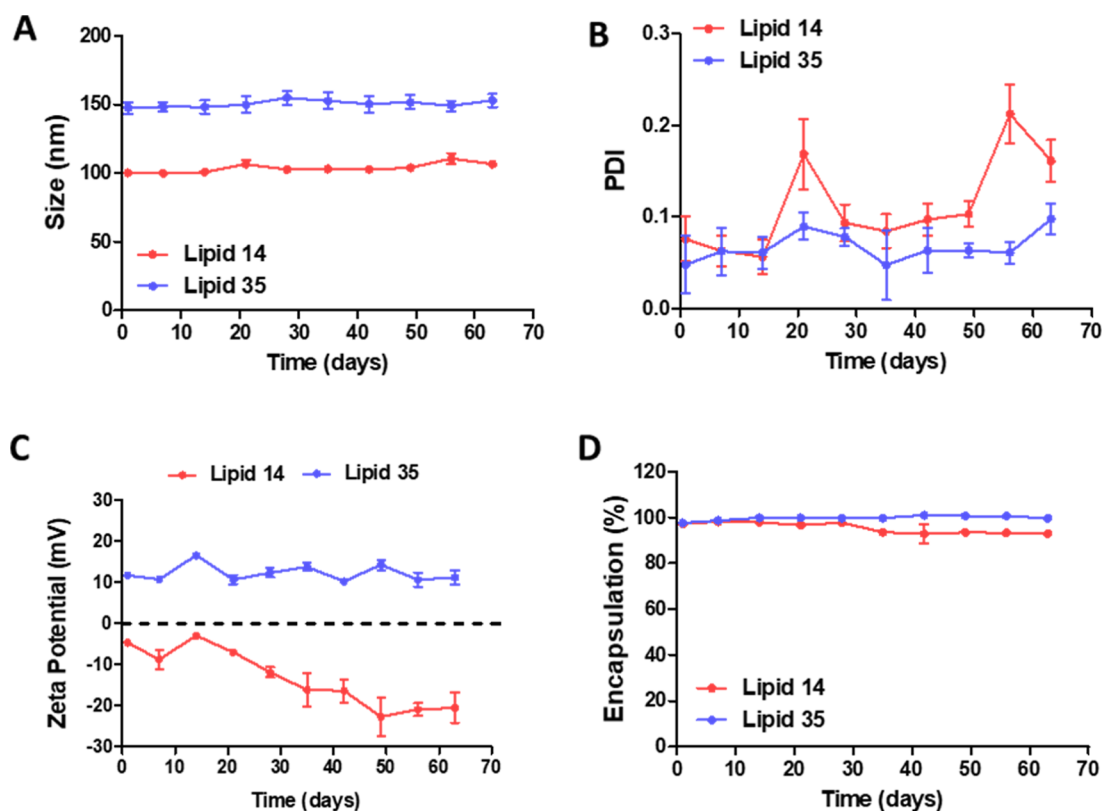 A
200
150
100
50
0
Size (nm)
Lipid 14
Lipid 35
0 10 20 30 40 50 60 70
Time (days)
B
Lipid 14
Lipid 35
0.3
0.2
0.1
0.0
PDI
0 10 20 30 40 50 60 70
Time (days)
C
Lipid 14 Lipid 35
30
20
10
0
-10
-20
-30
Zeta Potential (mV)
0 10 20 30 40 50 60 70
Time (days)
D
120
100
80
60
40
20
0
Encapsulation (%)
Lipid 14
Lipid 35
0 10 20 30 40 50 60 70
Time (days)